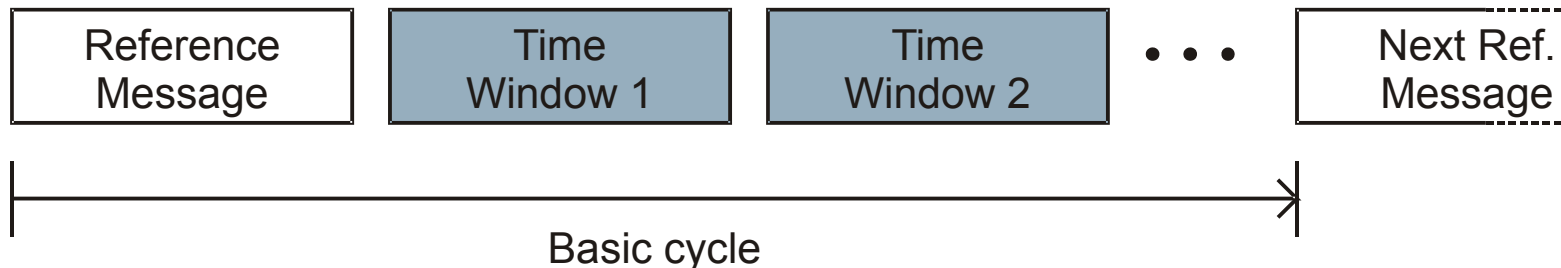 Reference
Message
Time
Window 1
Time
Window 2
Next Ref.
Message
Basic cycle